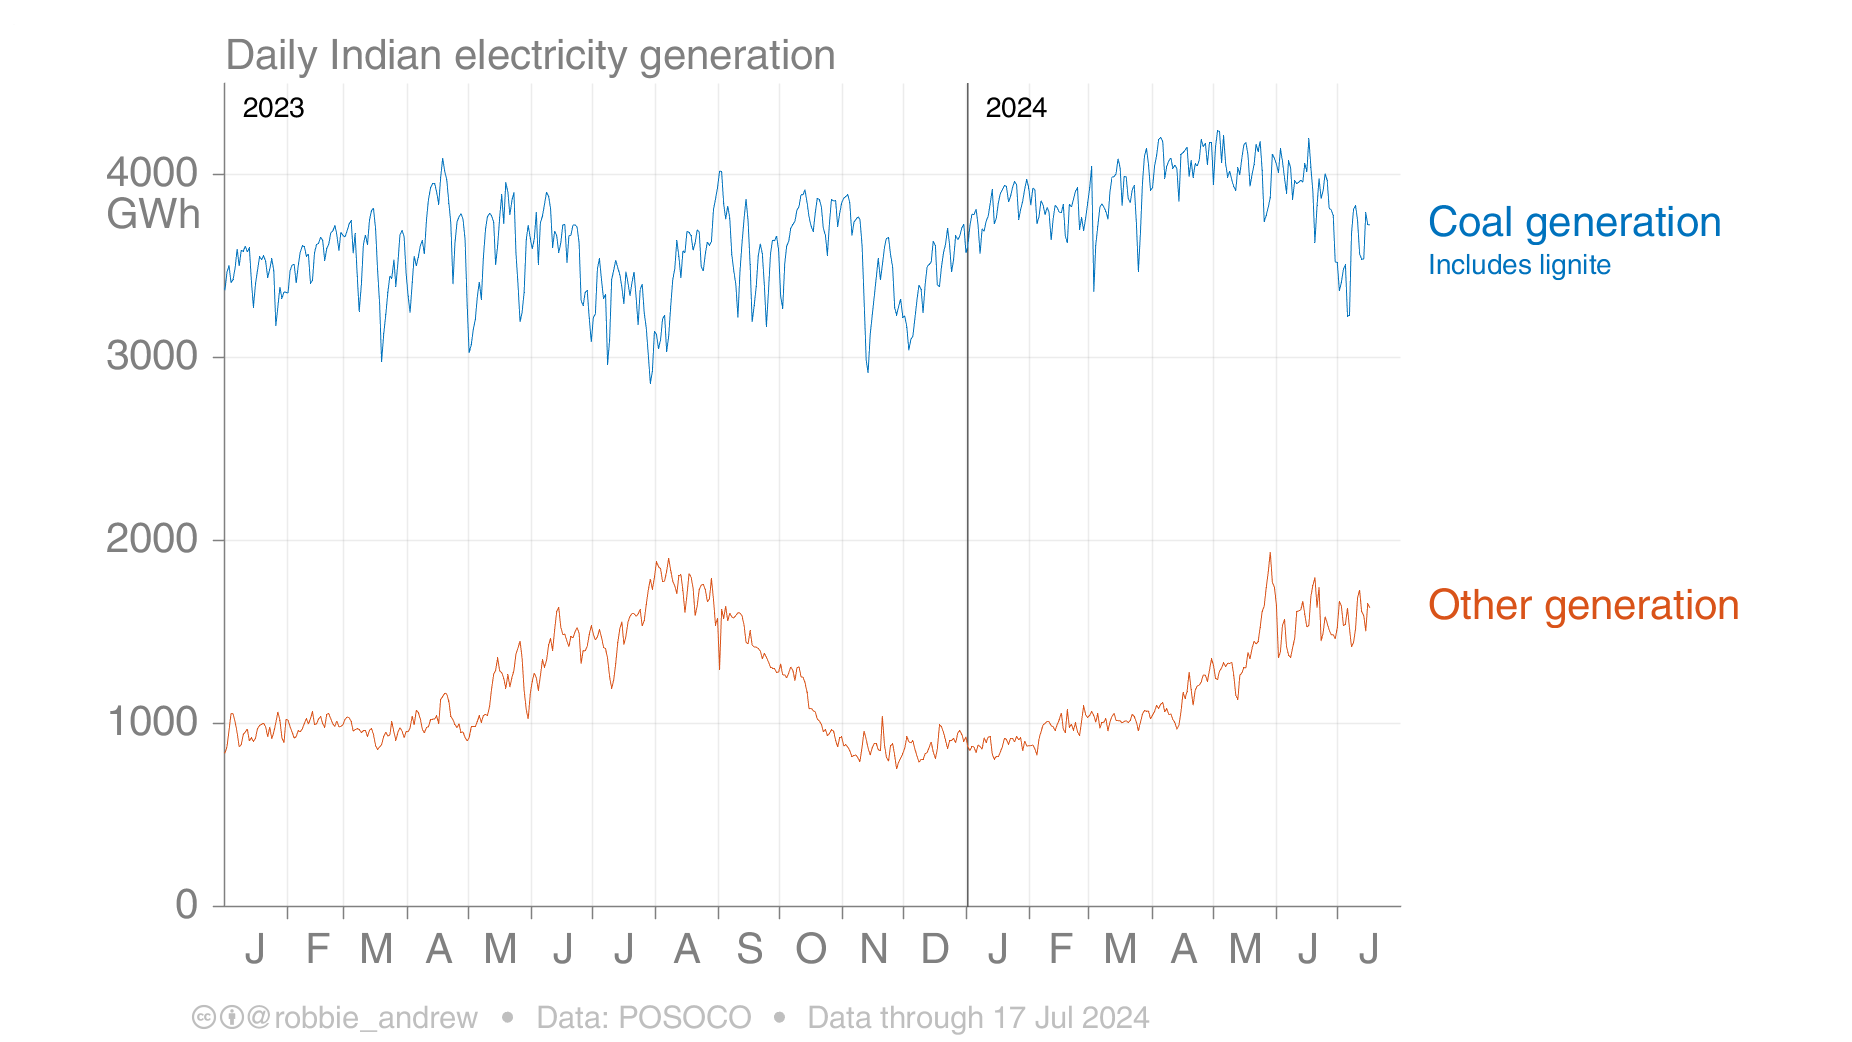 Daily Indian electricity generation
2023
2024
4000
GWh
3000
2000
1000
0
Coal generation
Includes lignite
Other generation
J F M A M J J A S O N D J F M A M J J
@robbie_andrew • Data: POSOCO • Data through 17 Jul 2024